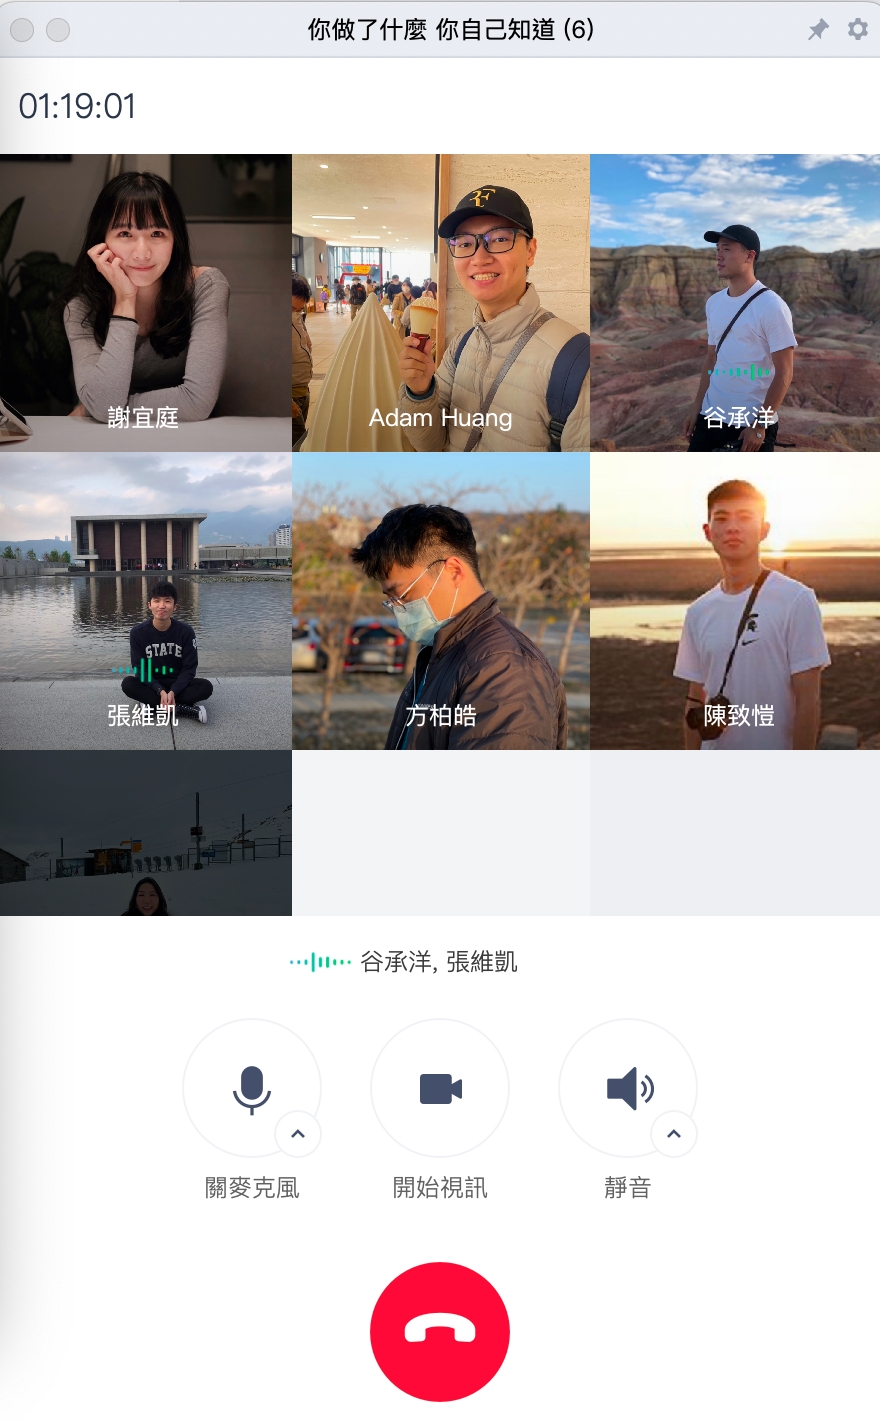 你做了什麼 你自己知道 (6)
01:19:01
謝宜庭
Adam Huang
谷承洋
RF
張維凱
STATE
方柏皓
陳致愷
谷承洋, 張維凱
關麥克風
開始視訊
靜音